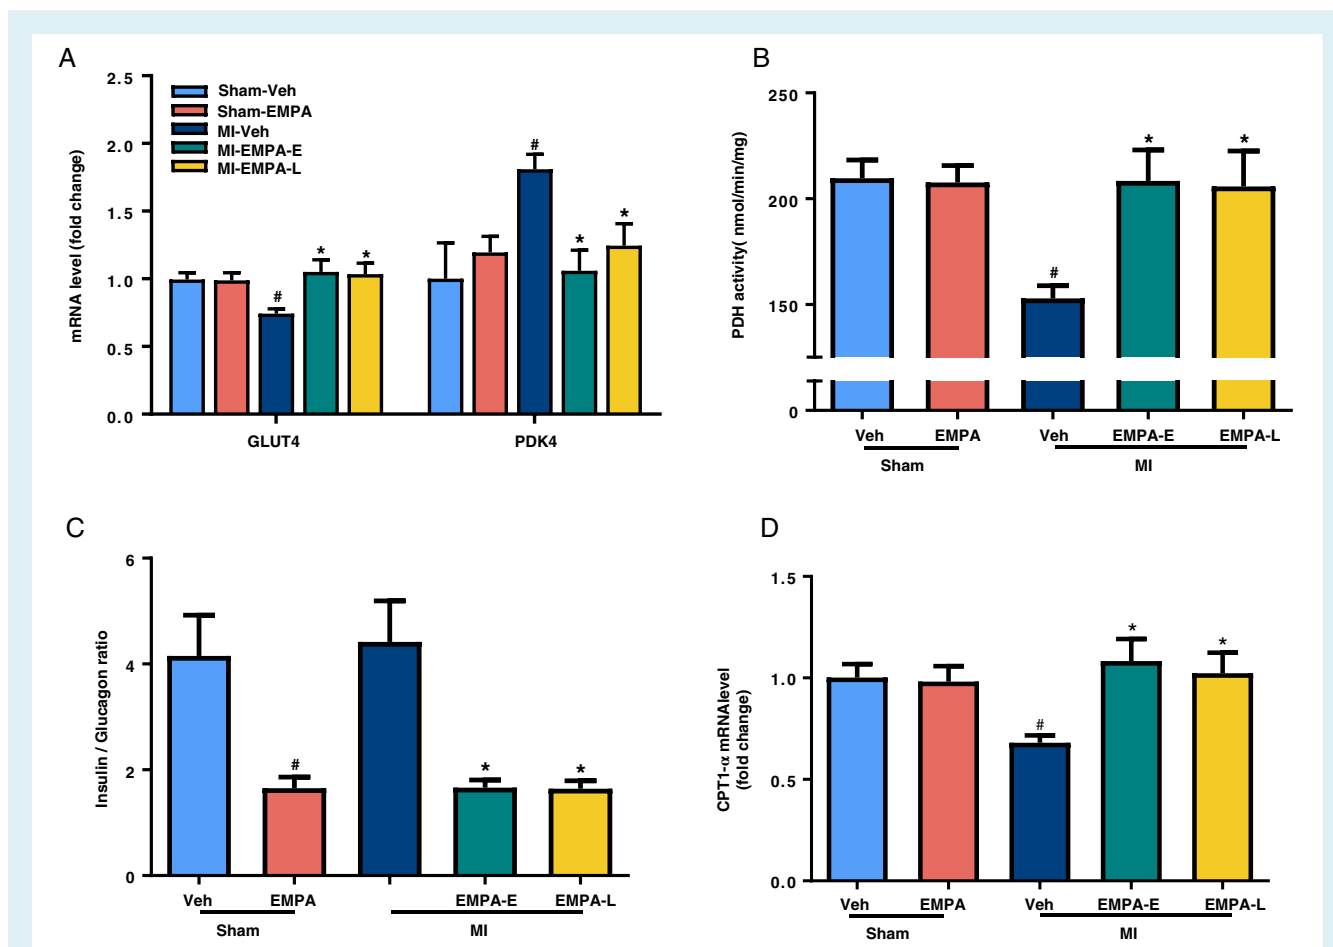 A
2.5
2.0
1.5
1.0
0.5
0.0
mRNA level (fold change)
Sham-Veh
Sham-EMPA
MI-Veh
MI-EMPA-E
MI-EMPA-L
# * * # * *
GLUT4 PDK4
B
250
200
150
0
PDH activity( nmol/min/mg)
# * *
Veh EMPA Veh EMPA-E EMPA-L
Sham MI
C
6
4
2
0
Insulin / Glucagon ratio
# * *
Veh EMPA EMPA-E EMPA-L
Sham MI
D
1.5
1.0
0.5
0.0
CPT1-α mRNAlevel
(fold change)
# * *
Veh EMPA Veh EMPA-E EMPA-L
Sham MI